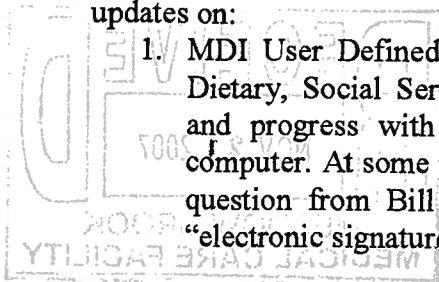 updates on:
1. MDI User Defined
Dietary, Social Ser
and progress with
computer. At some
question from Bill
"electronic signatur